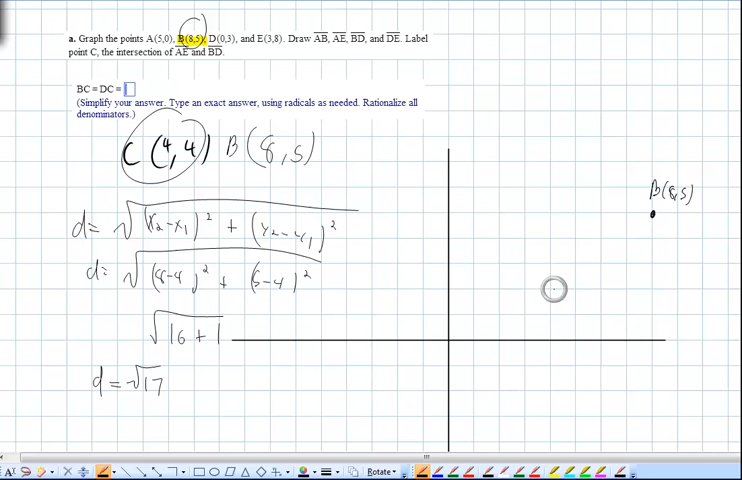 a. Graph the points A(5,0), B(8,5), D(0,3), and E(3,8). Draw AB, AE, BD, and DE. Label
point C, the intersection of AE and BD.
BC = DC =
(Simplify your answer. Type an exact answer, using radicals as needed. Rationalize all
denominators.)
C (4,4) B (8,5)
B(8,5)
d = √(x₂-x₁)² + (y₂-y₁)²
d = √(8-4)² + (5-4)²
√16+1
d = √17
Rotate